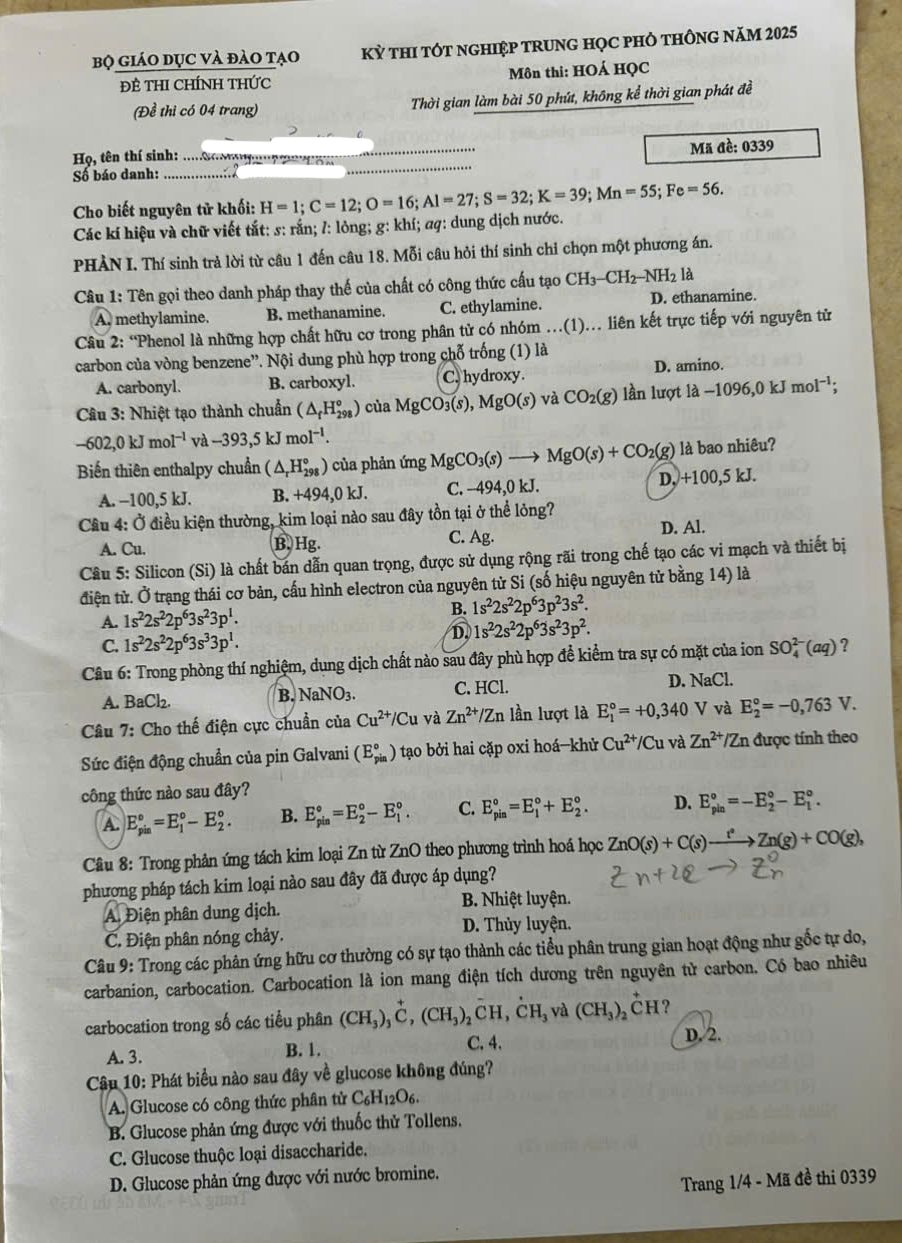 BỘ GIÁO DỤC VÀ ĐÀO TẠO
ĐỀ THI CHÍNH THỨC
(Đề thi có 04 trang)
KỲ THI TỐT NGHIỆP TRUNG HỌC PHỔ THÔNG NĂM 2025
Môn thi: HOÁ HỌC
Thời gian làm bài 50 phút, không kể thời gian phát đề
Họ, tên thí sinh:
Số báo danh:
Mã đề: 0339
Cho biết nguyên tử khối: H = 1; C = 12; O = 16; Al = 27; S = 32; K = 39; Mn = 55; Fe = 56.
Các kí hiệu và chữ viết tắt: s: rắn; l: lỏng; g: khí; aq: dung dịch nước.
PHẦN I. Thí sinh trả lời từ câu 1 đến câu 18. Mỗi câu hỏi thí sinh chỉ chọn một phương án.
Câu 1: Tên gọi theo danh pháp thay thế của chất có công thức cấu tạo CH₃–CH₂–NH₂ là
A. methylamine. B. methanamine. C. ethylamine. D. ethanamine.
Câu 2: “Phenol là những hợp chất hữu cơ trong phân tử có nhóm …(1)… liên kết trực tiếp với nguyên tử
carbon của vòng benzene”. Nội dung phù hợp trong chỗ trống (1) là
A. carbonyl. B. carboxyl. C. hydroxy. D. amino.
Câu 3: Nhiệt tạo thành chuẩn (ΔfH°298) của MgCO₃(s), MgO(s) và CO₂(g) lần lượt là –1096,0 kJ mol⁻¹;
–602,0 kJ mol⁻¹ và –393,5 kJ mol⁻¹.
Biến thiên enthalpy chuẩn (ΔrH°298) của phản ứng MgCO₃(s) ⟶ MgO(s) + CO₂(g) là bao nhiêu?
A. –100,5 kJ. B. +494,0 kJ. C. –494,0 kJ. D. +100,5 kJ.
Câu 4: Ở điều kiện thường, kim loại nào sau đây tồn tại ở thể lỏng?
A. Cu. B. Hg. C. Ag. D. Al.
Câu 5: Silicon (Si) là chất bán dẫn quan trọng, được sử dụng rộng rãi trong chế tạo các vi mạch và thiết bị
điện tử. Ở trạng thái cơ bản, cấu hình electron của nguyên tử Si (số hiệu nguyên tử bằng 14) là
A. 1s²2s²2p⁶3s²3p¹. B. 1s²2s²2p⁶3p²3s².
C. 1s²2s²2p⁶3s³3p¹. D. 1s²2s²2p⁶3s²3p².
Câu 6: Trong phòng thí nghiệm, dung dịch chất nào sau đây phù hợp để kiểm tra sự có mặt của ion SO₄²⁻(aq) ?
A. BaCl₂. B. NaNO₃. C. HCl. D. NaCl.
Câu 7: Cho thế điện cực chuẩn của Cu²⁺/Cu và Zn²⁺/Zn lần lượt là E°₁ = +0,340 V và E°₂ = –0,763 V.
Sức điện động chuẩn của pin Galvani (E°pin) tạo bởi hai cặp oxi hoá–khử Cu²⁺/Cu và Zn²⁺/Zn được tính theo
công thức nào sau đây?
A. E°pin = E°₁ – E°₂. B. E°pin = E°₂ – E°₁. C. E°pin = E°₁ + E°₂. D. E°pin = –E°₂ – E°₁.
Câu 8: Trong phản ứng tách kim loại Zn từ ZnO theo phương trình hoá học ZnO(s) + C(s) —t°→ Zn(g) + CO(g),
phương pháp tách kim loại nào sau đây đã được áp dụng?
Zn+2e → Zn⁰
A. Điện phân dung dịch. B. Nhiệt luyện.
C. Điện phân nóng chảy. D. Thủy luyện.
Câu 9: Trong các phản ứng hữu cơ thường có sự tạo thành các tiểu phân trung gian hoạt động như gốc tự do,
carbanion, carbocation. Carbocation là ion mang điện tích dương trên nguyên tử carbon. Có bao nhiêu
carbocation trong số các tiểu phân (CH₃)₃C⁺, (CH₃)₂C⁻H, C•H₃ và (CH₃)₂C⁺H ?
A. 3. B. 1. C. 4. D. 2.
Câu 10: Phát biểu nào sau đây về glucose không đúng?
A. Glucose có công thức phân tử C₆H₁₂O₆.
B. Glucose phản ứng được với thuốc thử Tollens.
C. Glucose thuộc loại disaccharide.
D. Glucose phản ứng được với nước bromine.
Trang 1/4 - Mã đề thi 0339